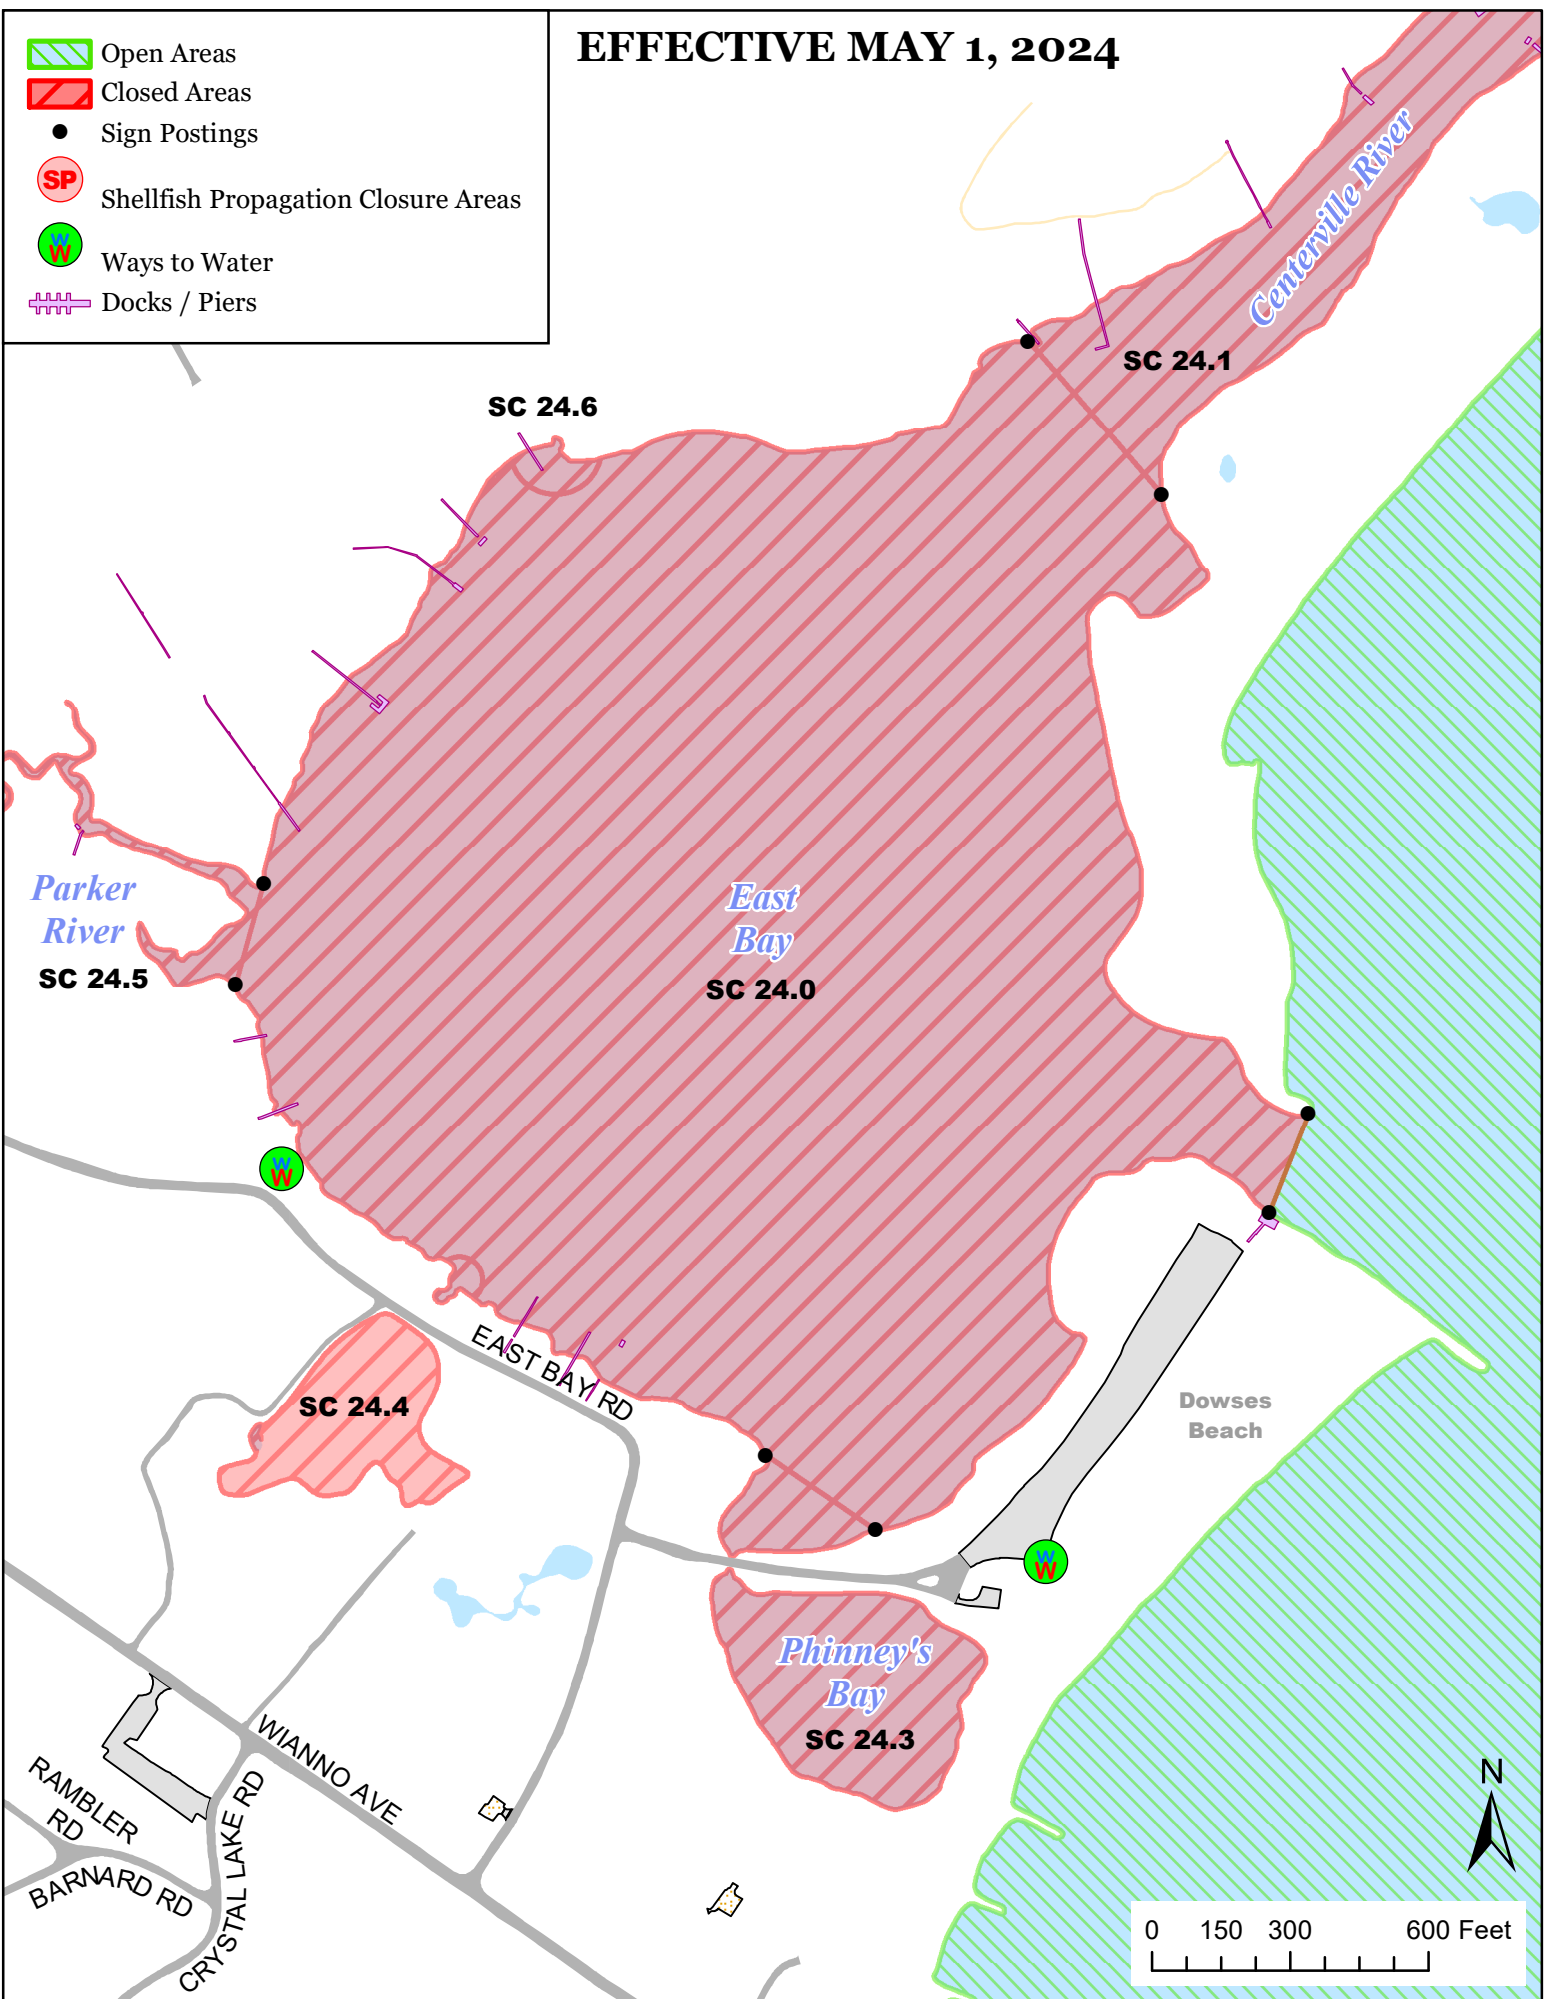 EFFECTIVE MAY 1, 2024
Open Areas
Closed Areas
Sign Postings
SP
Shellfish Propagation Closure Areas
W
W
Ways to Water
Docks / Piers
Centerville River
SC 24.1
SC 24.6
Parker
River
SC 24.5
East
Bay
SC 24.0
W
W
EAST BAY RD
SC 24.4
Dowses
Beach
W
W
Phinney's
Bay
SC 24.3
WIANNO AVE
RAMBLER
RD
BARNARD RD
CRYSTAL LAKE RD
N
0 150 300 600 Feet